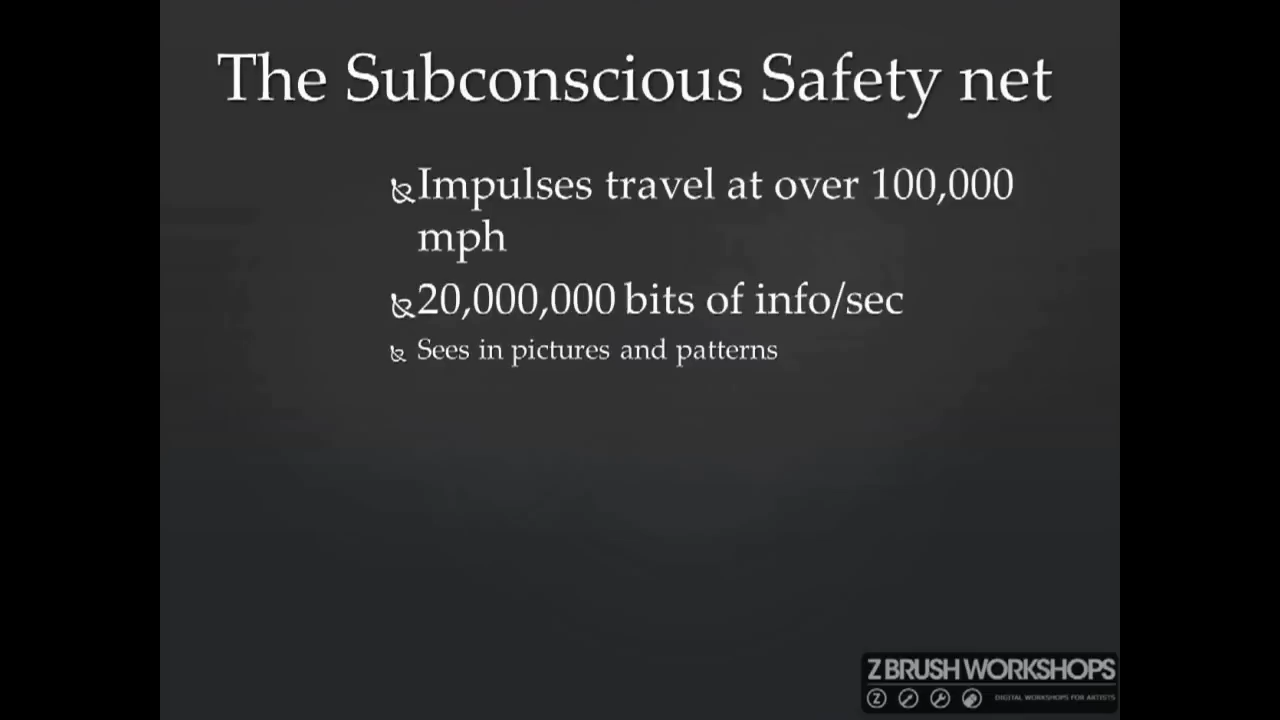 The Subconscious Safety net
Impulses travel at over 100,000
mph
20,000,000 bits of info/sec
Sees in pictures and patterns
ZBRUSH WORKSHOPS
Z
DIGITAL WORKSHOPS FOR ARTISTS